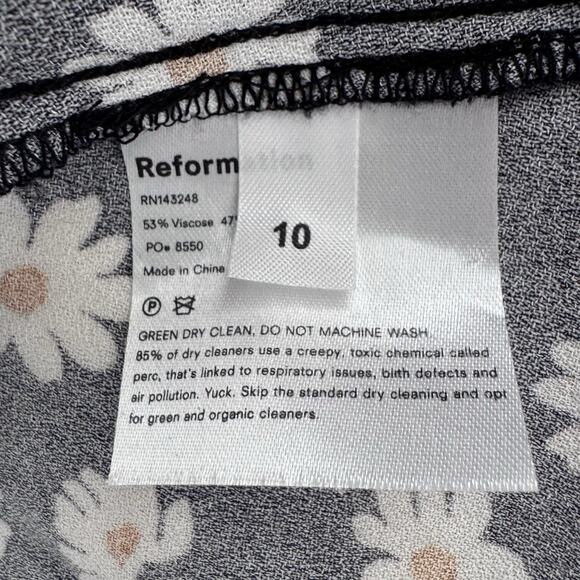 Reformation
RN143248
53% Viscose 47
PO# 8550
Made in China
10
P
GREEN DRY CLEAN, DO NOT MACHINE WASH.
85% of dry cleaners use a creepy, toxic chemical called
perc, that's linked to respiratory issues, birth defects and
air pollution. Yuck. Skip the standard dry cleaning and opt
for green and organic cleaners.